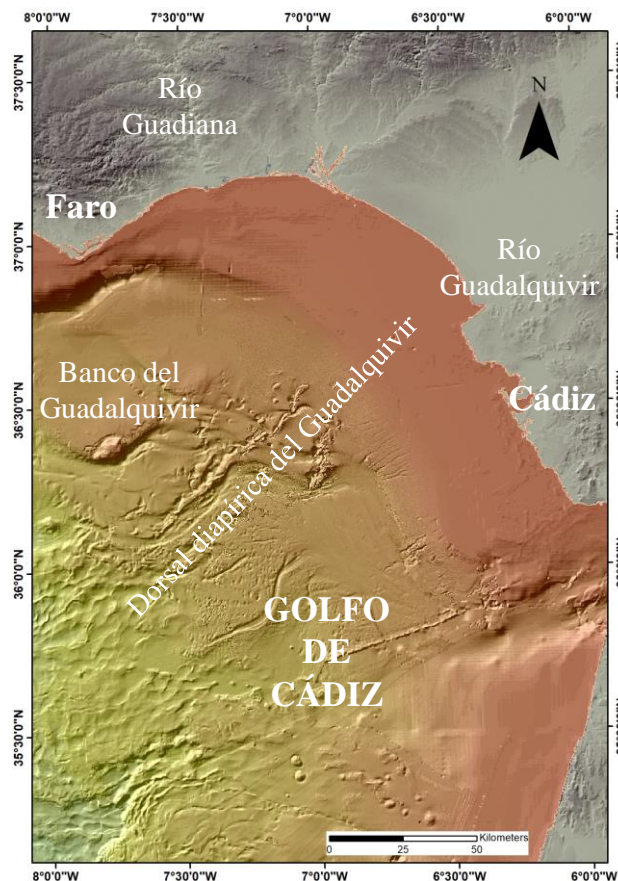 8°0'0"W 7°30'0"W 7°0'0"W 6°30'0"W 6°0'0"W
37°30'0"N
Río
Guadiana
N
Faro
37°0'0"N
Río
Guadalquivir
Banco del
Guadalquivir
Cádiz
36°30'0"N
Dorsal diapírica del Guadalquivir
36°0'0"N
GOLFO
DE
CÁDIZ
35°30'0"N
Kilometers
0 25 50
8°0'0"W 7°30'0"W 7°0'0"W 6°30'0"W 6°0'0"W